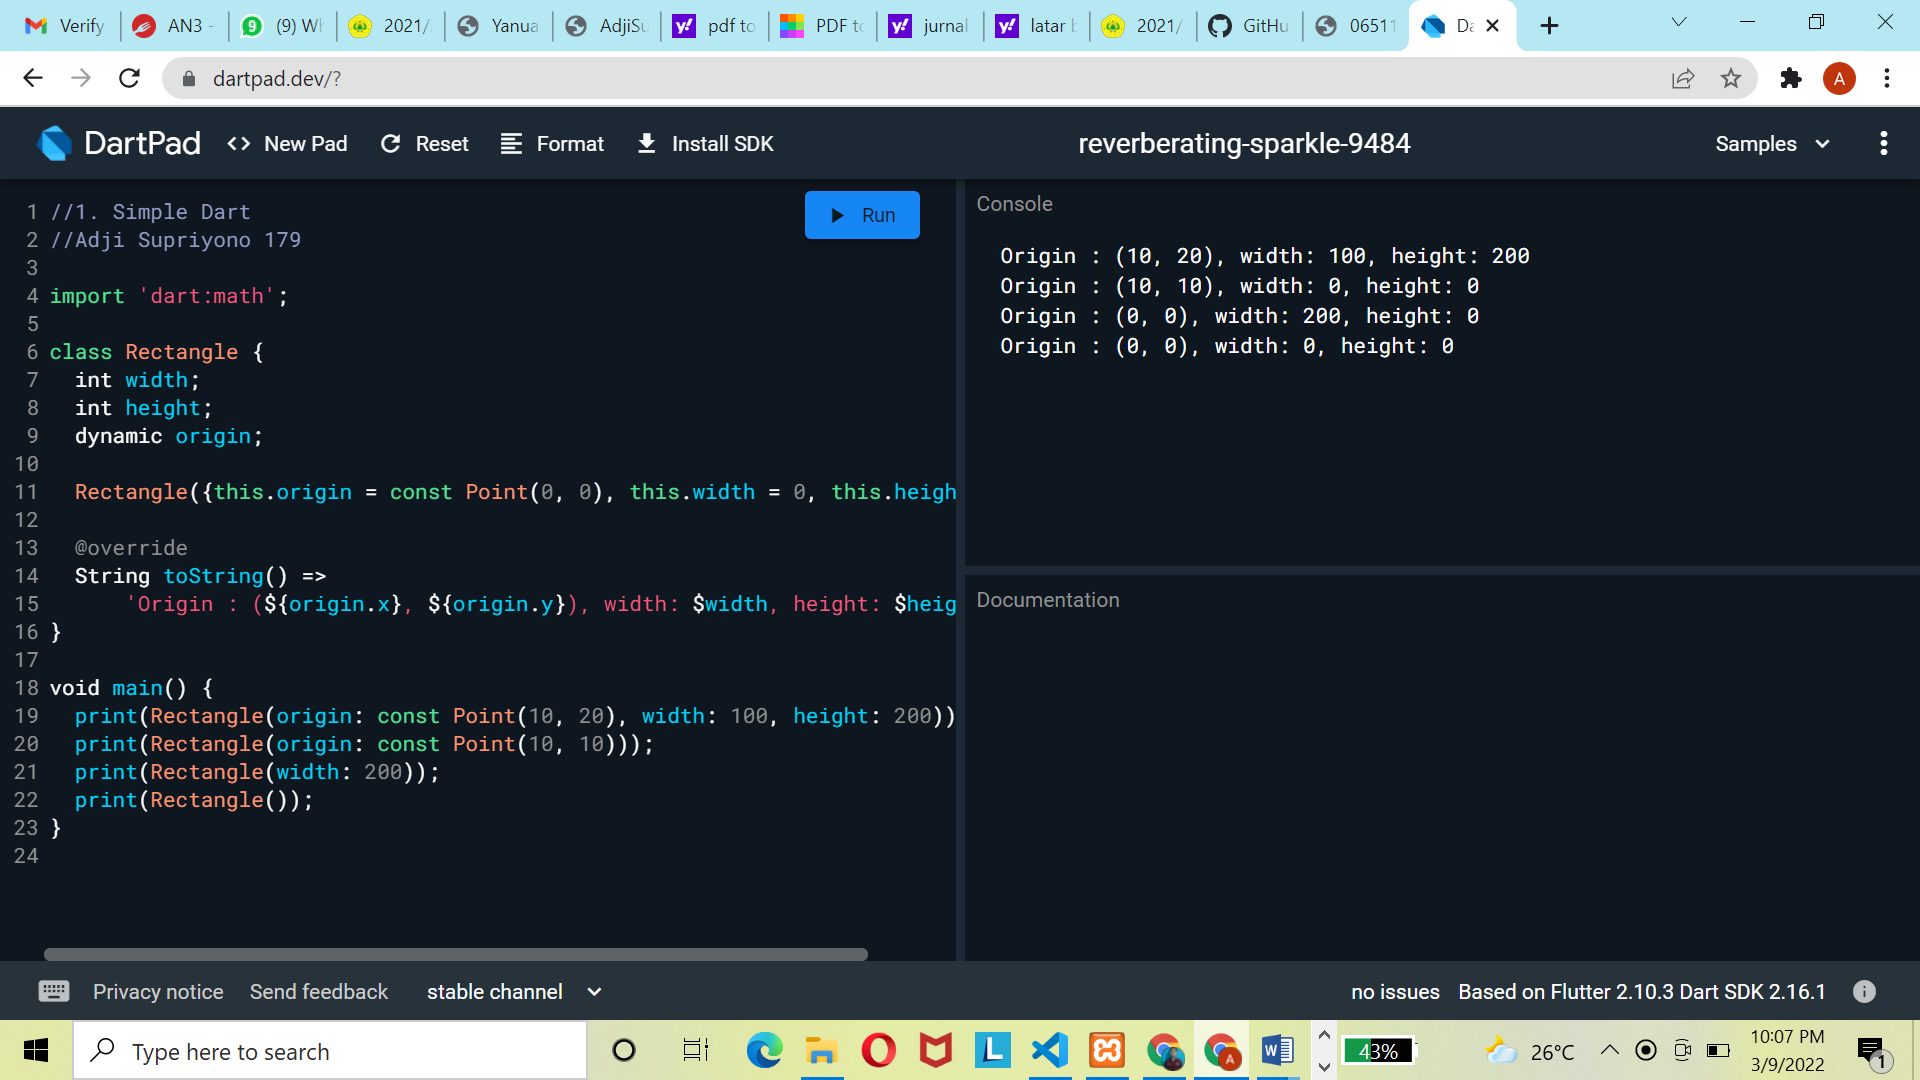 Verify
AN3 -
(9) Wh
2021/
Yanua
AdjiSu
pdf to
PDF to
jurnal
latar b
2021/
GitHu
06511
Da
dartpad.dev/?
A
DartPad
<> New Pad
Reset
Format
Install SDK
reverberating-sparkle-9484
Samples
1 //1. Simple Dart
2 //Adji Supriyono 179
3
4 import 'dart:math';
5
6 class Rectangle {
7 int width;
8 int height;
9 dynamic origin;
10
11 Rectangle({this.origin = const Point(0, 0), this.width = 0, this.heigh
12
13 @override
14 String toString() =>
15 'Origin : (${origin.x}, ${origin.y}), width: $width, height: $heig
16 }
17
18 void main() {
19 print(Rectangle(origin: const Point(10, 20), width: 100, height: 200))
20 print(Rectangle(origin: const Point(10, 10)));
21 print(Rectangle(width: 200));
22 print(Rectangle());
23 }
24
Run
Console
Origin : (10, 20), width: 100, height: 200
Origin : (10, 10), width: 0, height: 0
Origin : (0, 0), width: 200, height: 0
Origin : (0, 0), width: 0, height: 0
Documentation
Privacy notice
Send feedback
stable channel
no issues
Based on Flutter 2.10.3 Dart SDK 2.16.1
Type here to search
43%
26°C
10:07 PM
3/9/2022
1